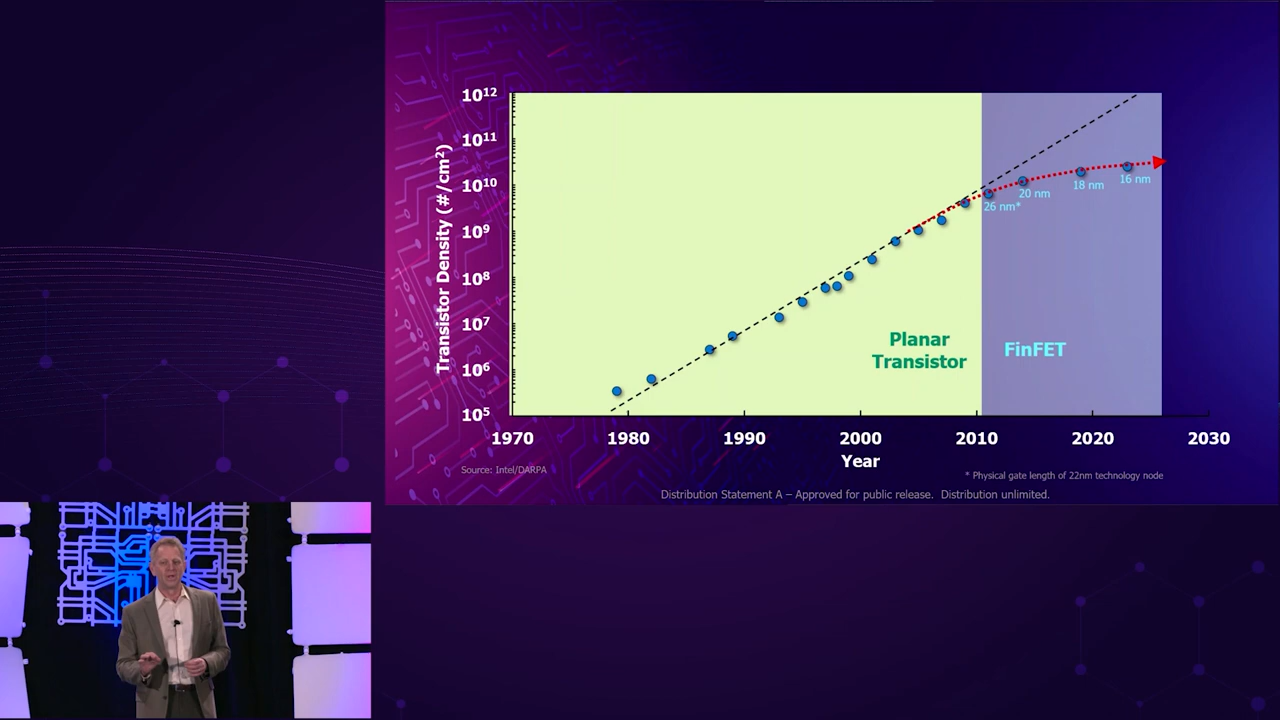 10¹²
10¹¹
10¹⁰
10⁹
10⁸
10⁷
10⁶
10⁵
Transistor Density (#/cm²)
26 nm*
20 nm
18 nm
16 nm
Planar
Transistor
FinFET
1970 1980 1990 2000 2010 2020 2030
Year
Source: Intel/DARPA
* Physical gate length of 22nm technology node
Distribution Statement A – Approved for public release. Distribution unlimited.